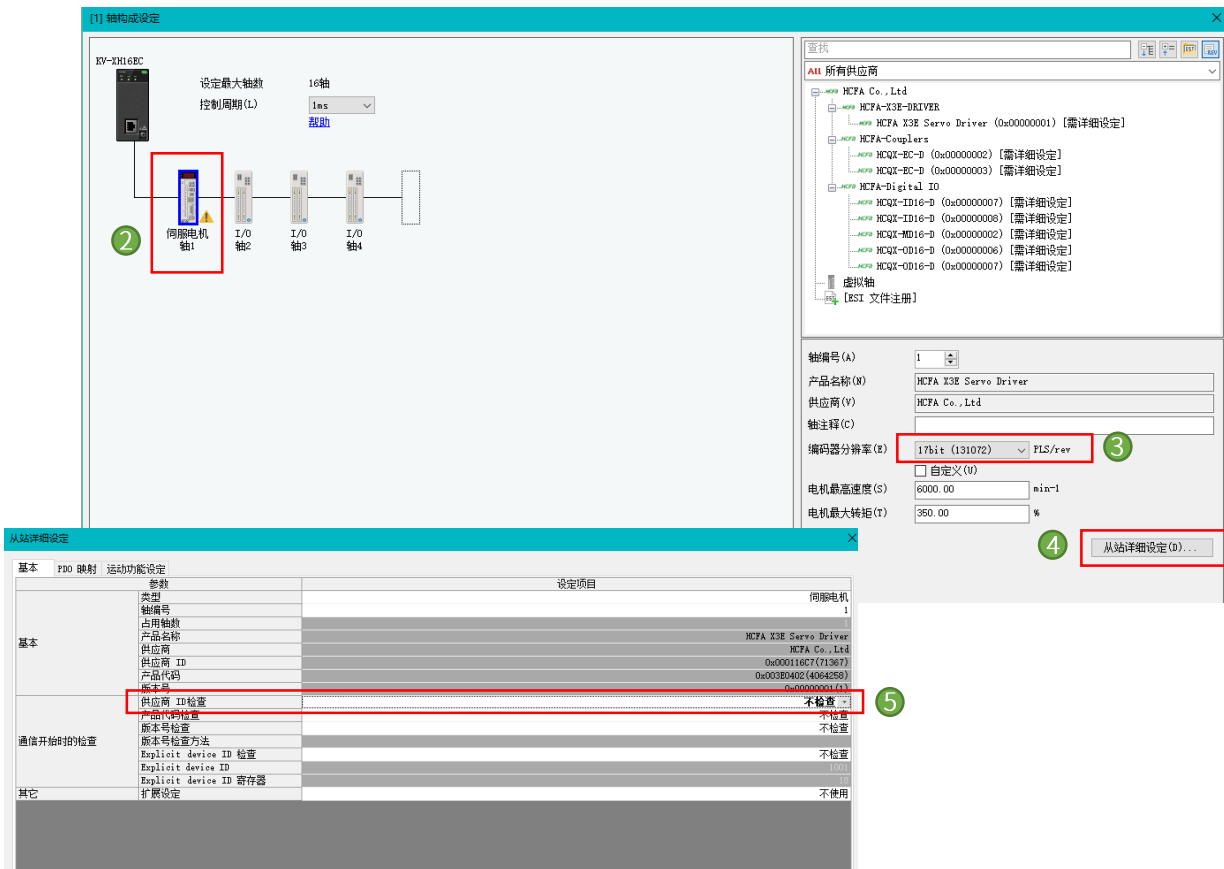 [1] 轴构成设定
KV-XH16EC
设定最大轴数 16轴
控制周期(L) 1ms
帮助
2
伺服电机
轴1
I/O
轴2
I/O
轴3
I/O
轴4
查找
All 所有供应商
HCFA Co.,Ltd
HCFA-X3E-DRIVER
HCFA X3E Servo Driver (0x00000001) [需详细设定]
HCFA-Couplers
HCQX-EC-D (0x00000002) [需详细设定]
HCQX-EC-D (0x00000003) [需详细设定]
HCFA-Digital IO
HCQX-ID16-D (0x00000007) [需详细设定]
HCQX-ID16-D (0x00000008) [需详细设定]
HCQX-MD16-D (0x00000002) [需详细设定]
HCQX-OD16-D (0x00000006) [需详细设定]
HCQX-OD16-D (0x00000007) [需详细设定]
虚拟轴
[ESI 文件注册]
轴编号(A) 1
产品名称(N) HCFA X3E Servo Driver
供应商(V) HCFA Co.,Ltd
轴注释(C)
编码器分辨率(E) 17bit (131072) PLS/rev
3
自定义(U)
电机最高速度(S) 6000.00 min-1
电机最大转矩(T) 350.00 %
4
从站详细设定(D)...
从站详细设定
基本 PDO 映射 运动功能设定
参数 设定项目
基本
类型 伺服电机
轴编号 1
占用轴数 1
产品名称 HCFA X3E Servo Driver
供应商 HCFA Co.,Ltd
供应商 ID 0x000116C7(71367)
产品代码 0x003E0402(4064258)
版本号 0x00000001(1)
通信开始时的检查
供应商 ID检查 不检查
5
产品代码检查 不检查
版本号检查 不检查
版本号检查方法
Explicit device ID 检查 不检查
Explicit device ID 1001
Explicit device ID 寄存器 18
其它 扩展设定 不使用